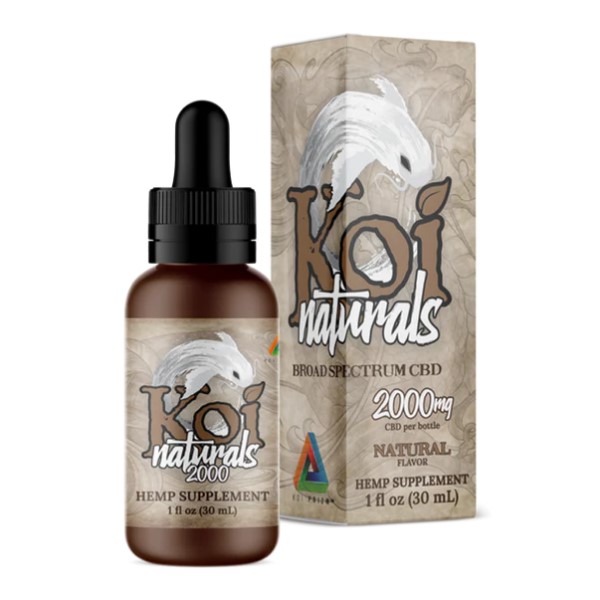 Koi
naturals
2000
HEMP SUPPLEMENT
1 fl oz (30 mL)
Koi
naturals
BROAD SPECTRUM CBD
2000mg
CBD per bottle
NATURAL
FLAVOR
HEMP SUPPLEMENT
1 fl oz (30 mL)